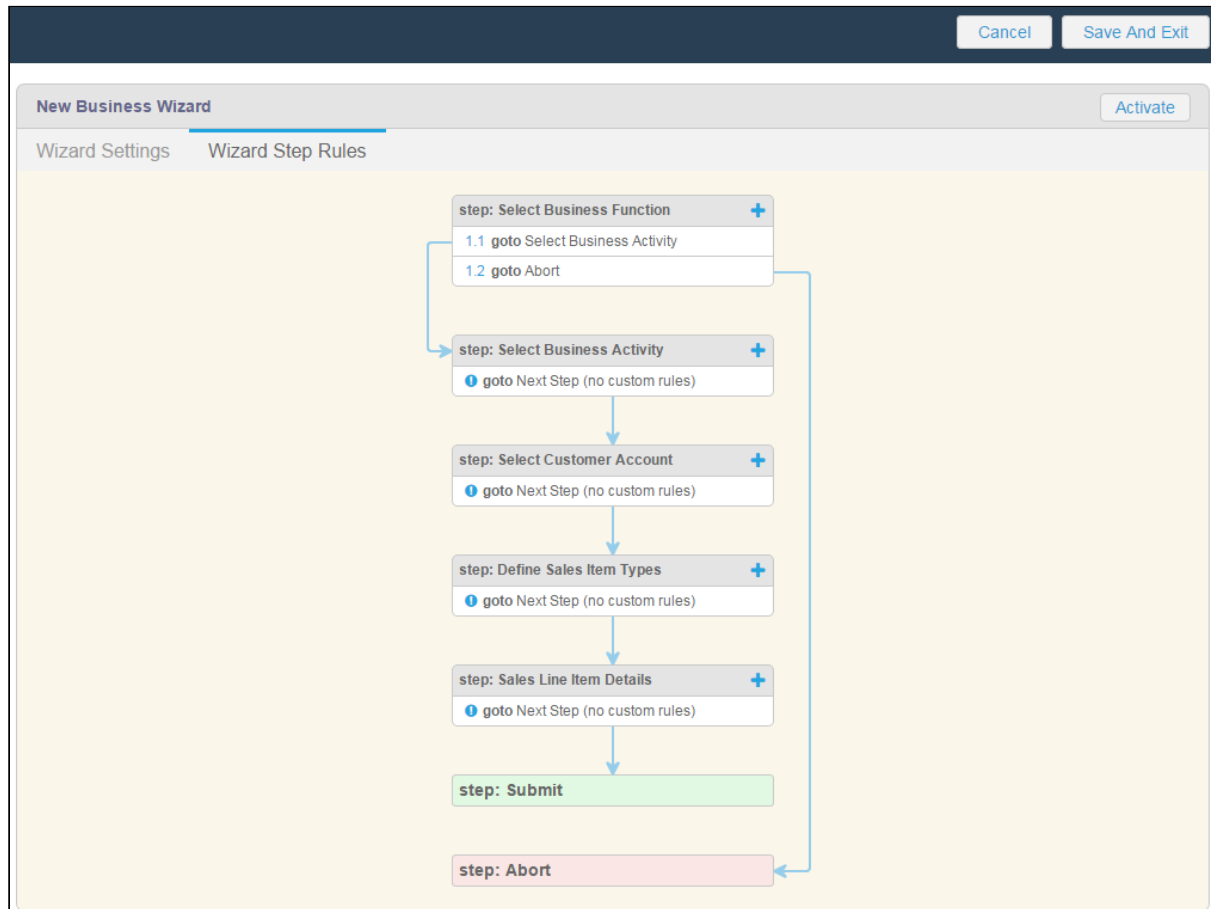 Cancel Save And Exit
New Business Wizard Activate
Wizard Settings Wizard Step Rules
step: Select Business Function
1.1 goto Select Business Activity
1.2 goto Abort
step: Select Business Activity
goto Next Step (no custom rules)
step: Select Customer Account
goto Next Step (no custom rules)
step: Define Sales Item Types
goto Next Step (no custom rules)
step: Sales Line Item Details
goto Next Step (no custom rules)
step: Submit
step: Abort